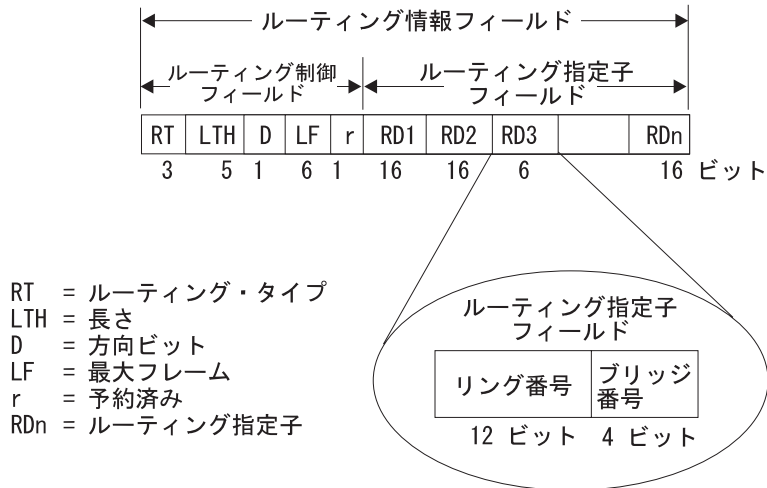 ルーティング情報フィールド
ルーティング制御
フィールド
ルーティング指定子
フィールド
RT LTH D LF r RD1 RD2 RD3 RDn
3 5 1 6 1 16 16 6 16 ビット
RT = ルーティング・タイプ
LTH = 長さ
D = 方向ビット
LF = 最大フレーム
r = 予約済み
RDn = ルーティング指定子
ルーティング指定子
フィールド
リング番号
ブリッジ
番号
12 ビット 4 ビット